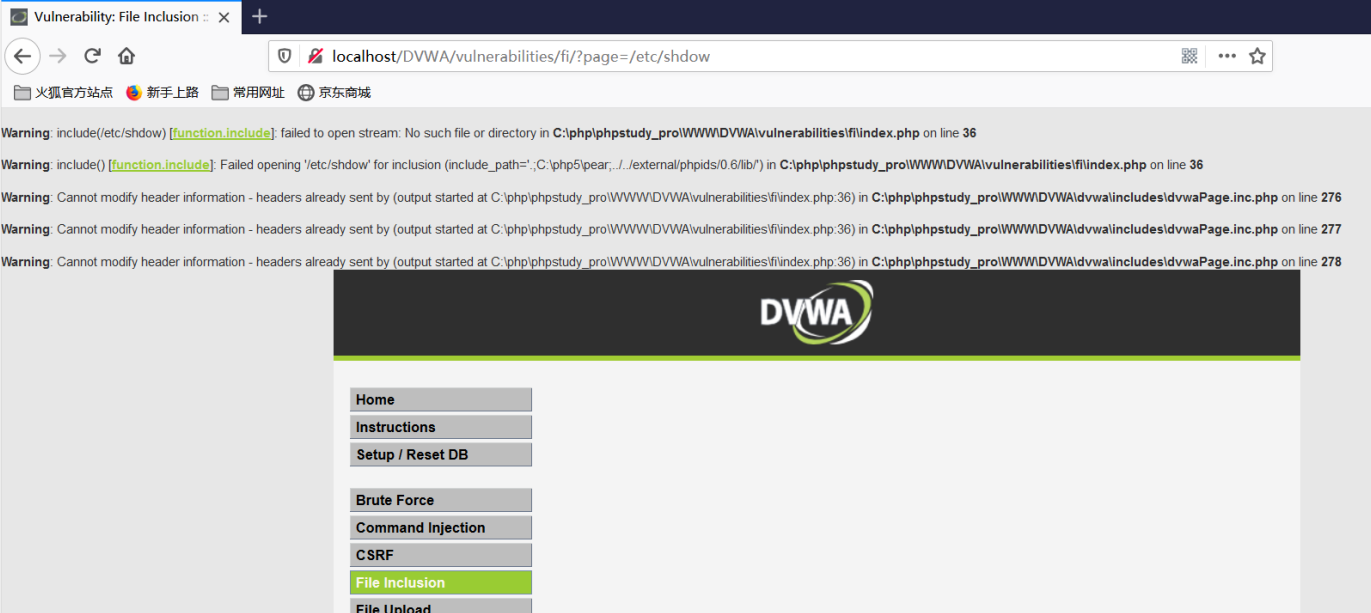 Vulnerability: File Inclusion ::
localhost/DVWA/vulnerabilities/fi/?page=/etc/shdow
火狐官方站点 新手上路 常用网址 京东商城
Warning: include(/etc/shdow) [function.include]: failed to open stream: No such file or directory in C:\php\phpstudy_pro\WWW\DVWA\vulnerabilities\fi\index.php on line 36
Warning: include() [function.include]: Failed opening '/etc/shdow' for inclusion (include_path='.;C:\php5\pear;../../external/phpids/0.6/lib/') in C:\php\phpstudy_pro\WWW\DVWA\vulnerabilities\fi\index.php on line 36
Warning: Cannot modify header information - headers already sent by (output started at C:\php\phpstudy_pro\WWW\DVWA\vulnerabilities\fi\index.php:36) in C:\php\phpstudy_pro\WWW\DVWA\dvwa\includes\dvwaPage.inc.php on line 276
Warning: Cannot modify header information - headers already sent by (output started at C:\php\phpstudy_pro\WWW\DVWA\vulnerabilities\fi\index.php:36) in C:\php\phpstudy_pro\WWW\DVWA\dvwa\includes\dvwaPage.inc.php on line 277
Warning: Cannot modify header information - headers already sent by (output started at C:\php\phpstudy_pro\WWW\DVWA\vulnerabilities\fi\index.php:36) in C:\php\phpstudy_pro\WWW\DVWA\dvwa\includes\dvwaPage.inc.php on line 278
DVWA
Home
Instructions
Setup / Reset DB
Brute Force
Command Injection
CSRF
File Inclusion
File Upload